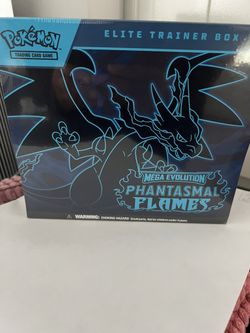 Pokémon
TRADING CARD GAME
ELITE TRAINER BOX
MEGA EVOLUTION
PHANTASMAL
FLAMES
WARNING: